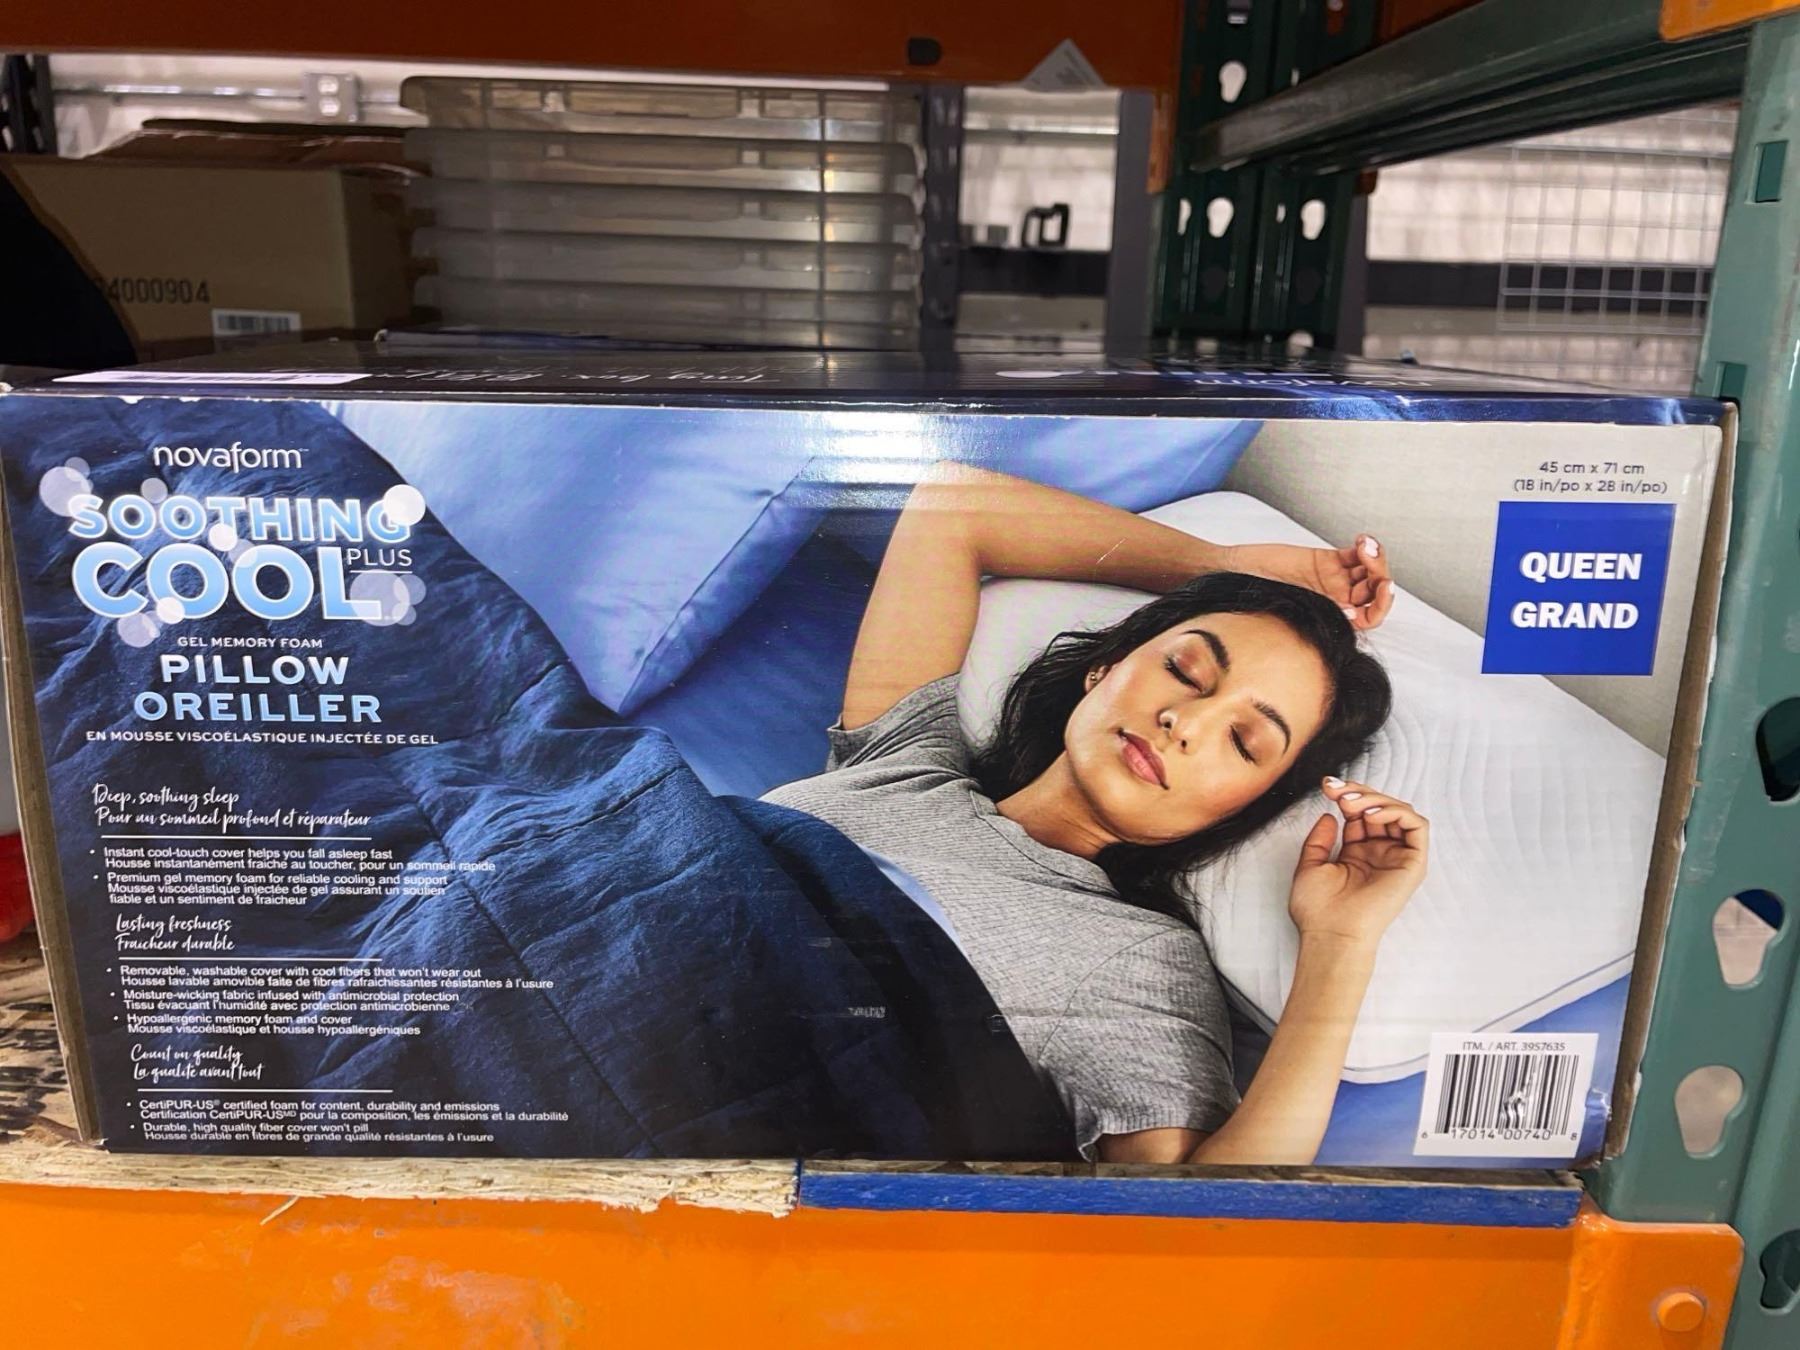 4000904
novaform
novaform™
45 cm x 71 cm
(18 in/po x 28 in/po)
SOOTHING
COOL PLUS
QUEEN
GRAND
GEL MEMORY FOAM
PILLOW
OREILLER
EN MOUSSE VISCOÉLASTIQUE INJECTÉE DE GEL
Deep, soothing sleep
Pour un sommeil profond et réparateur
• Instant cool-touch cover helps you fall asleep fast
Housse instantanément fraîche au toucher, pour un sommeil rapide
• Premium gel memory foam for reliable cooling and support
Mousse viscoélastique injectée de gel assurant un soutien
fiable et un sentiment de fraîcheur
Lasting freshness
Fraîcheur durable
• Removable, washable cover with cool fibers that won't wear out
Housse lavable amovible faite de fibres rafraîchissantes résistantes à l'usure
• Moisture-wicking fabric infused with antimicrobial protection
Tissu évacuant l'humidité avec protection antimicrobienne
• Hypoallergenic memory foam and cover
Mousse viscoélastique et housse hypoallergéniques
Count on quality
La qualité avant tout
• CertiPUR-US® certified foam for content, durability and emissions
Certification CertiPUR-USMD pour la composition, les émissions et la durabilité
• Durable, high quality fiber cover won't pill
Housse durable en fibres de grande qualité résistantes à l'usure
ITM. / ART. 3957635
6 17014 00740 8